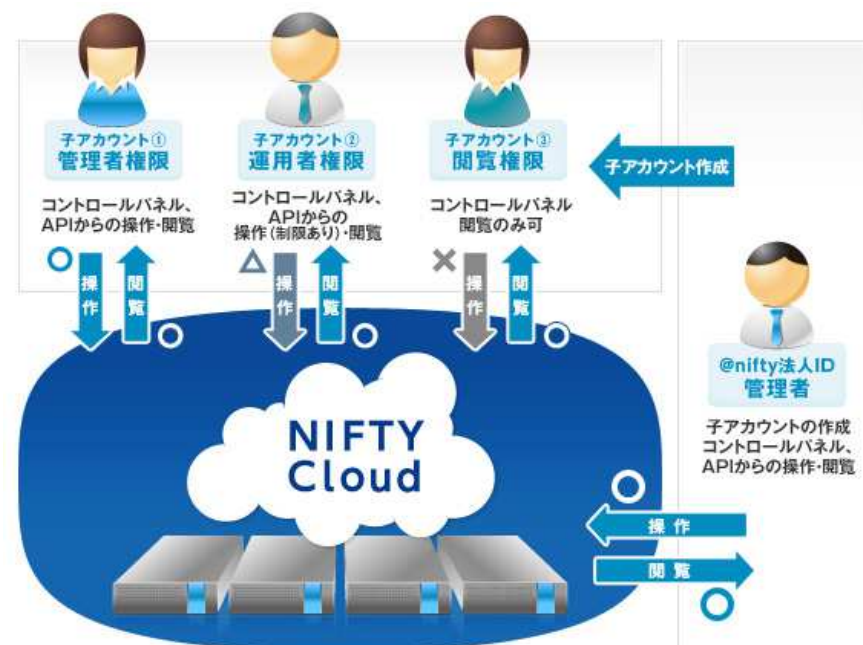 子アカウント①
管理者権限
コントロールパネル、
APIからの操作・閲覧
操作
閲覧
子アカウント②
運用者権限
コントロールパネル、
APIからの
操作(制限あり)・閲覧
操作
閲覧
子アカウント③
閲覧権限
コントロールパネル
閲覧のみ可
操作
閲覧
子アカウント作成
@nifty法人ID
管理者
子アカウントの作成
コントロールパネル、
APIからの操作・閲覧
NIFTY
Cloud
操作
閲覧